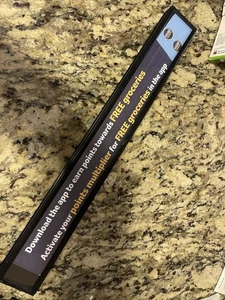 Download the app to earn points towards FREE groceries
Activate your points multiplier for FREE groceries in the app